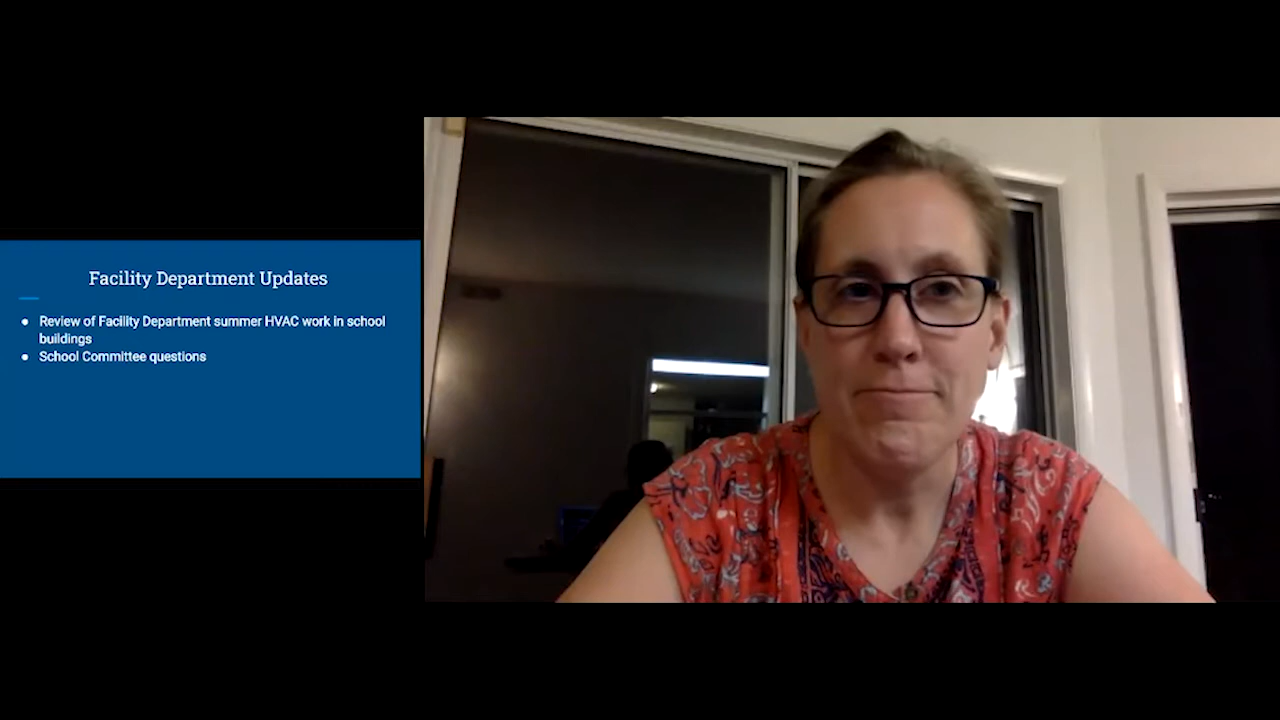 Facility Department Updates
● Review of Facility Department summer HVAC work in school
buildings
● School Committee questions